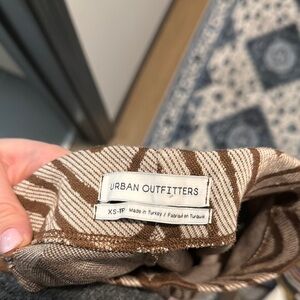 URBAN OUTFITTERS
XS-TP Made in Turkey / Fabriqué en Turquie